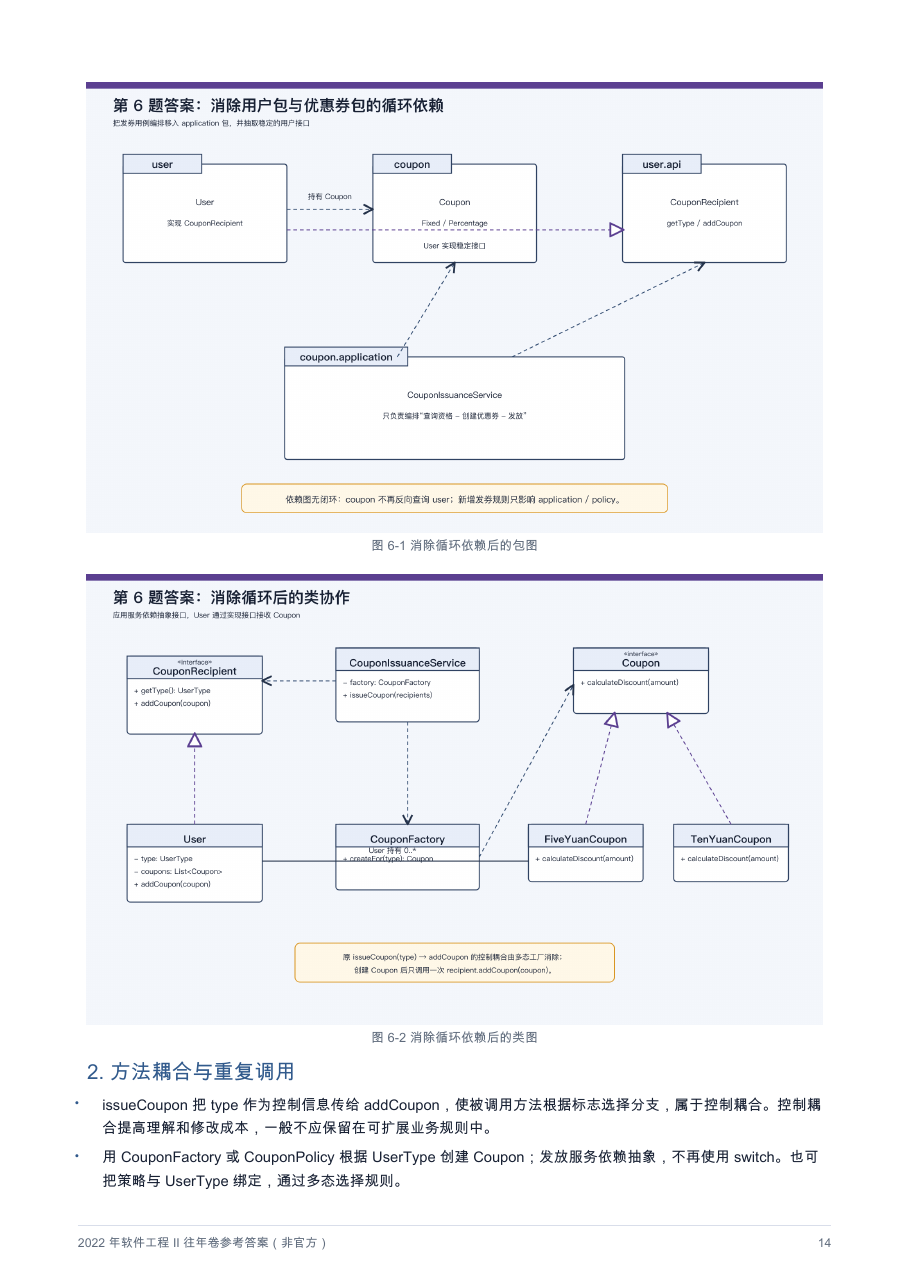 第 6 题答案：消除用户包与优惠券包的循环依赖
把发券用例编排移入 application 包，并抽取稳定的用户接口
user
coupon
user.api
User
实现 CouponRecipient
持有 Coupon
Coupon
Fixed / Percentage
User 实现稳定接口
CouponRecipient
getType / addCoupon
coupon.application
CouponIssuanceService
只负责编排“查询资格 – 创建优惠券 – 发放”
依赖图无闭环：coupon 不再反向查询 user；新增发券规则只影响 application / policy。
图 6-1 消除循环依赖后的包图
第 6 题答案：消除循环后的类协作
应用服务依赖抽象接口，User 通过实现接口接收 Coupon
«interface»
CouponRecipient
+ getType(): UserType
+ addCoupon(coupon)
CouponIssuanceService
– factory: CouponFactory
+ issueCoupon(recipients)
«interface»
Coupon
+ calculateDiscount(amount)
User
– type: UserType
– coupons: List<Coupon>
+ addCoupon(coupon)
CouponFactory
User 持有 0..*
+ createFor(type): Coupon
FiveYuanCoupon
+ calculateDiscount(amount)
TenYuanCoupon
+ calculateDiscount(amount)
原 issueCoupon(type) → addCoupon 的控制耦合由多态工厂消除；
创建 Coupon 后只调用一次 recipient.addCoupon(coupon)。
图 6-2 消除循环依赖后的类图
2. 方法耦合与重复调用
• issueCoupon 把 type 作为控制信息传给 addCoupon，使被调用方法根据标志选择分支，属于控制耦合。控制耦
合提高理解和修改成本，一般不应保留在可扩展业务规则中。
• 用 CouponFactory 或 CouponPolicy 根据 UserType 创建 Coupon；发放服务依赖抽象，不再使用 switch。也可
把策略与 UserType 绑定，通过多态选择规则。
2022 年软件工程 II 往年卷参考答案（非官方）
14